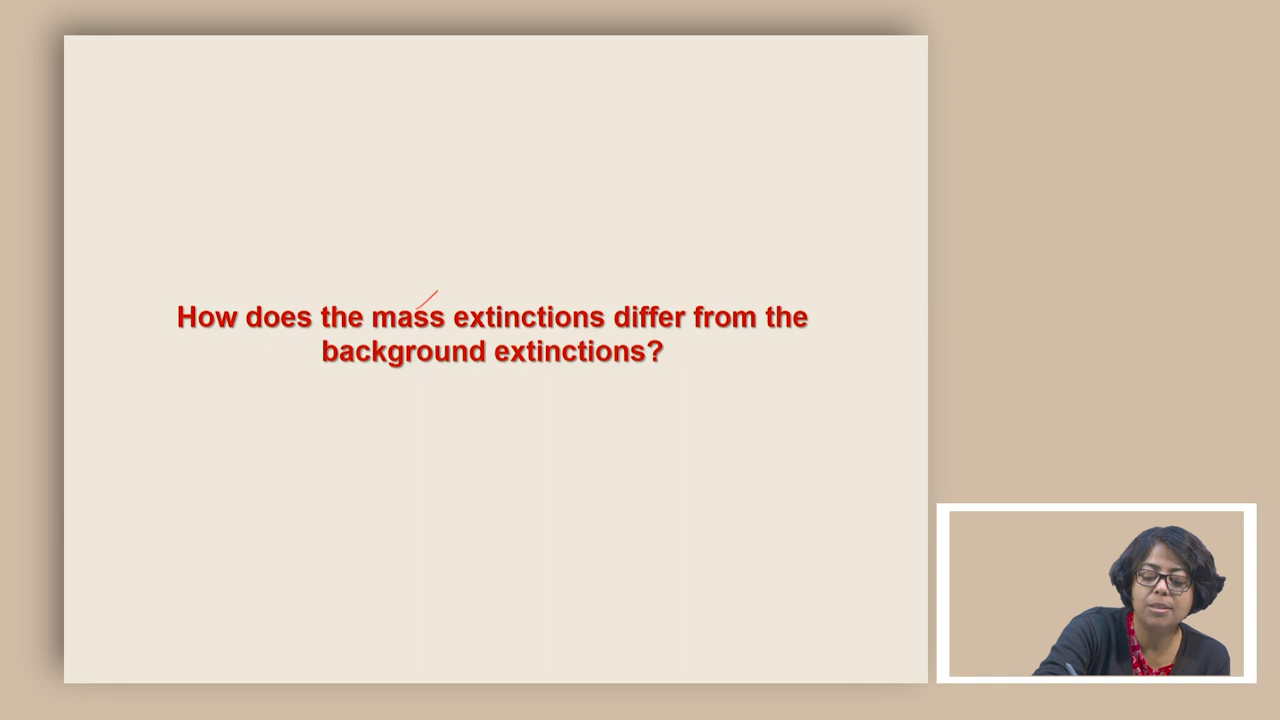 How does the mass extinctions differ from the
background extinctions?